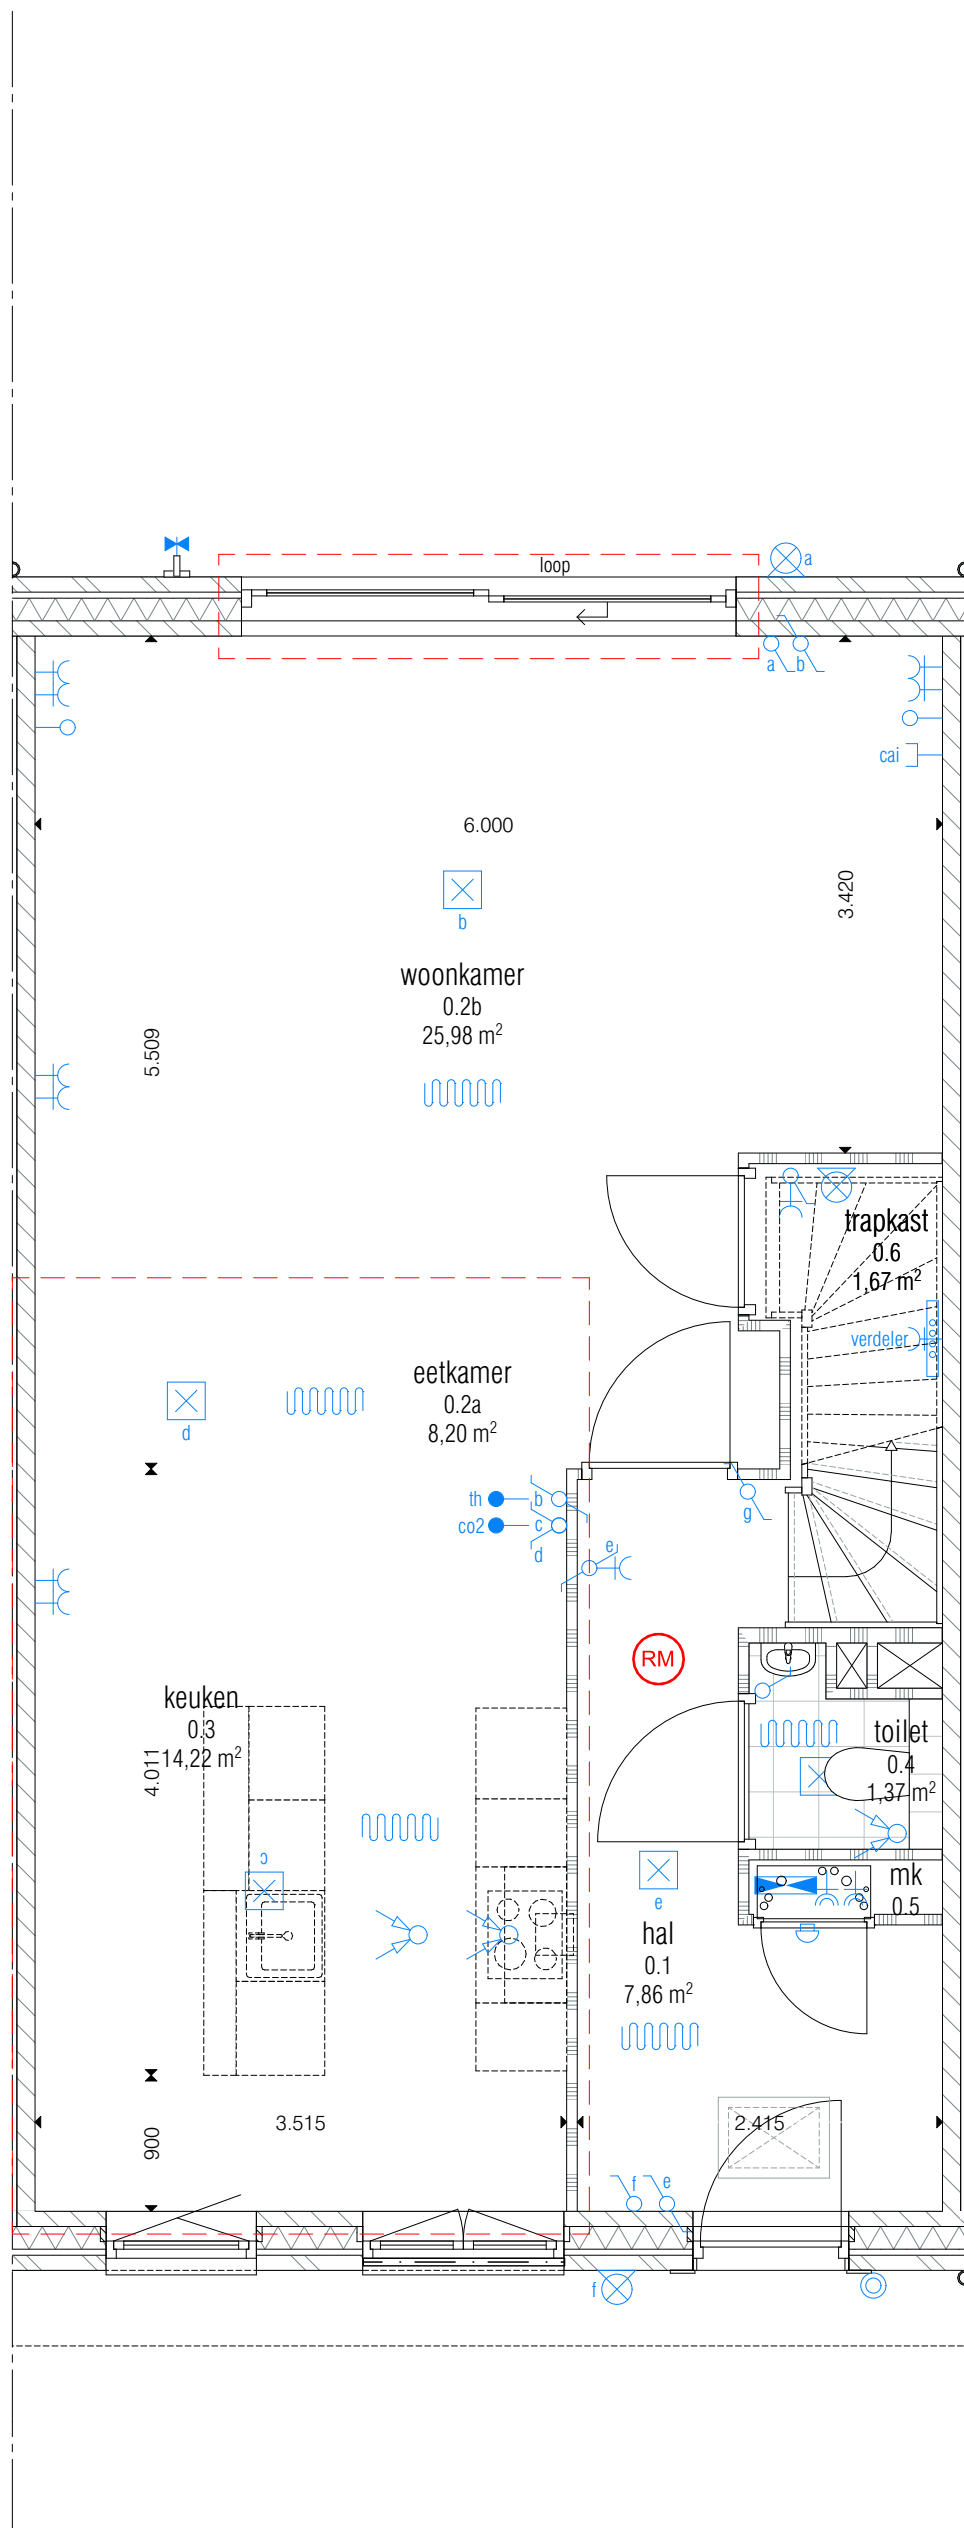 loop
a
a
b
cai
6.000
3.420
b
woonkamer
0.2b
25,98 m²
5.509
trapkast
0.6
1,67 m²
verdeler
eetkamer
0.2a
8,20 m²
d
th
b
co2
c
d
g
e
RM
keuken
0.3
14,22 m²
4.011
toilet
0.4
1,37 m²
c
mk
0.5
e
hal
0.1
7,86 m²
3.515
2.415
900
f
e
f